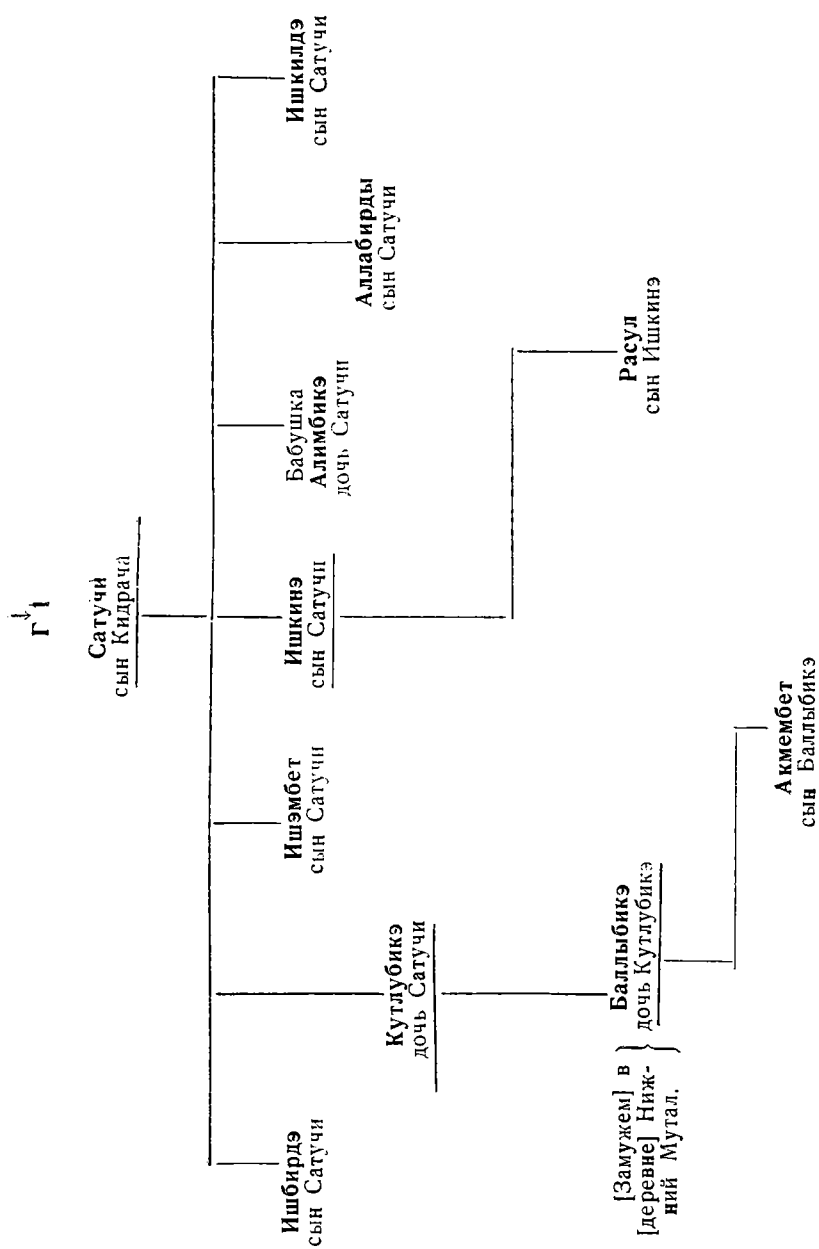 Г 1
Сатучи
сын Кидрача
Ишбирдэ
сын Сатучи
Кутлубикэ
дочь Сатучи
Ишэмбет
сын Сатучи
Ишкинэ
сын Сатучи
Бабушка
Алимбикэ
дочь Сатучи
Аллабирды
сын Сатучи
Ишкилдэ
сын Сатучи
[Замужем] в
[деревне] Ниж-
ний Мутал.
Баллыбикэ
дочь Кутлубикэ
Расул
сын Ишкинэ
Акмембет
сын Баллыбикэ